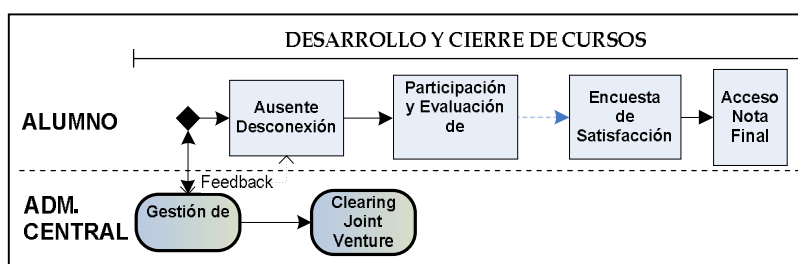 DESARROLLO Y CIERRE DE CURSOS
ALUMNO
Ausente
Desconexión
Participación
y Evaluación
de
Encuesta
de
Satisfacción
Acceso
Nota
Final
Feedback
ADM.
CENTRAL
Gestión de
Clearing
Joint
Venture